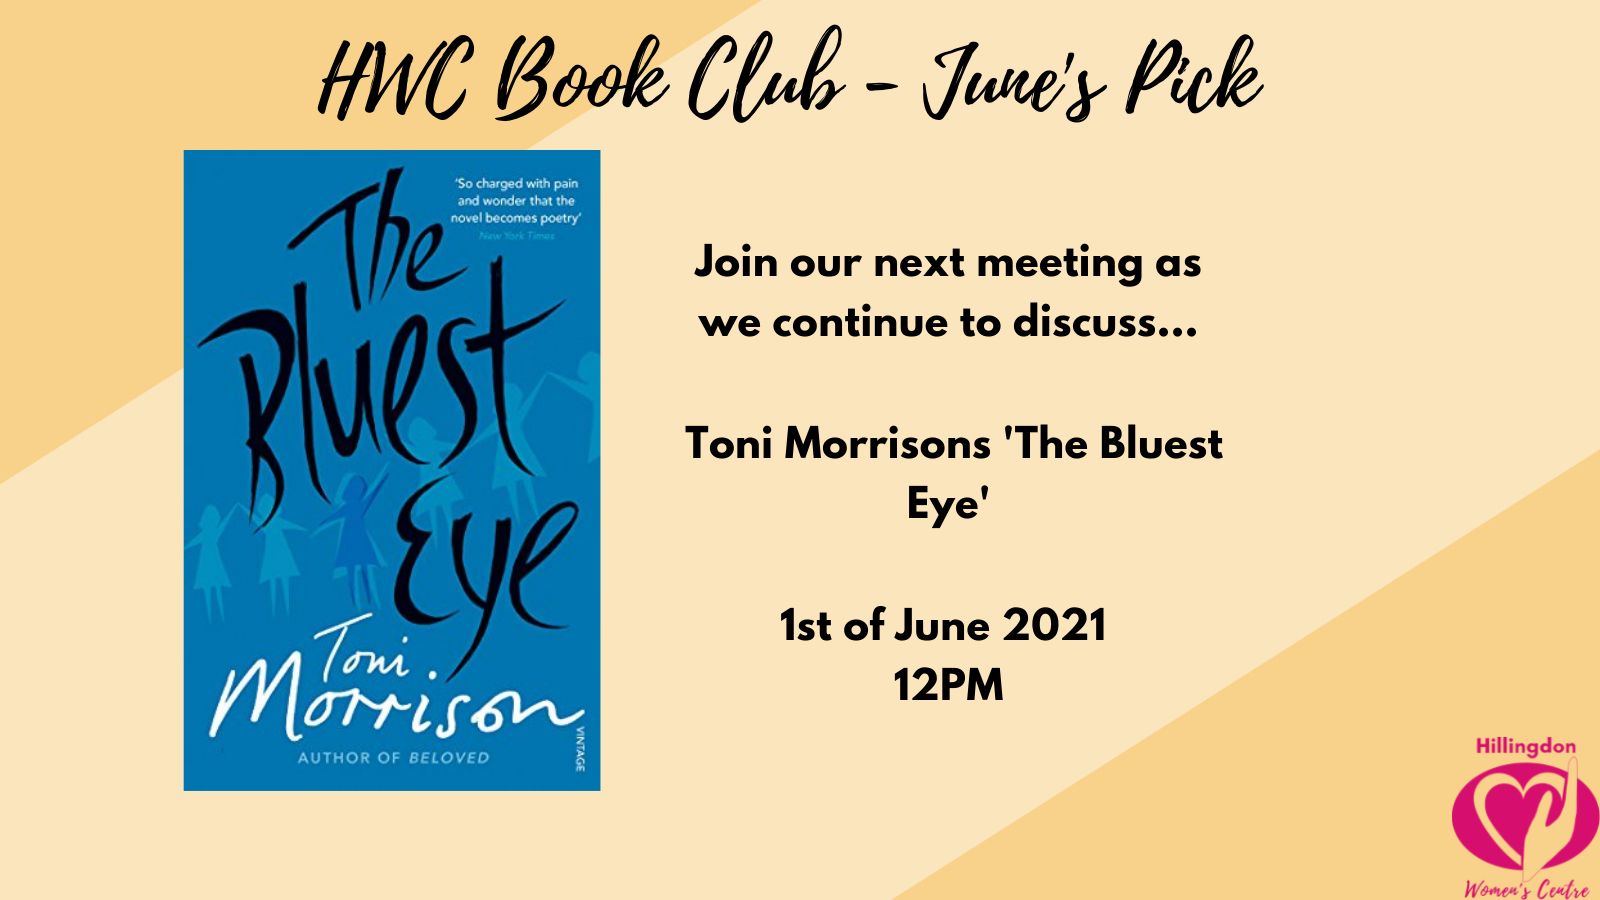 HWC Book Club - June's Pick
The
Bluest
Eye
'So charged with pain
and wonder that the
novel becomes poetry'
New York Times
Toni
Morrison
AUTHOR OF BELOVED
VINTAGE
Join our next meeting as
we continue to discuss...
Toni Morrisons 'The Bluest
Eye'
1st of June 2021
12PM
Hillingdon
Women's Centre